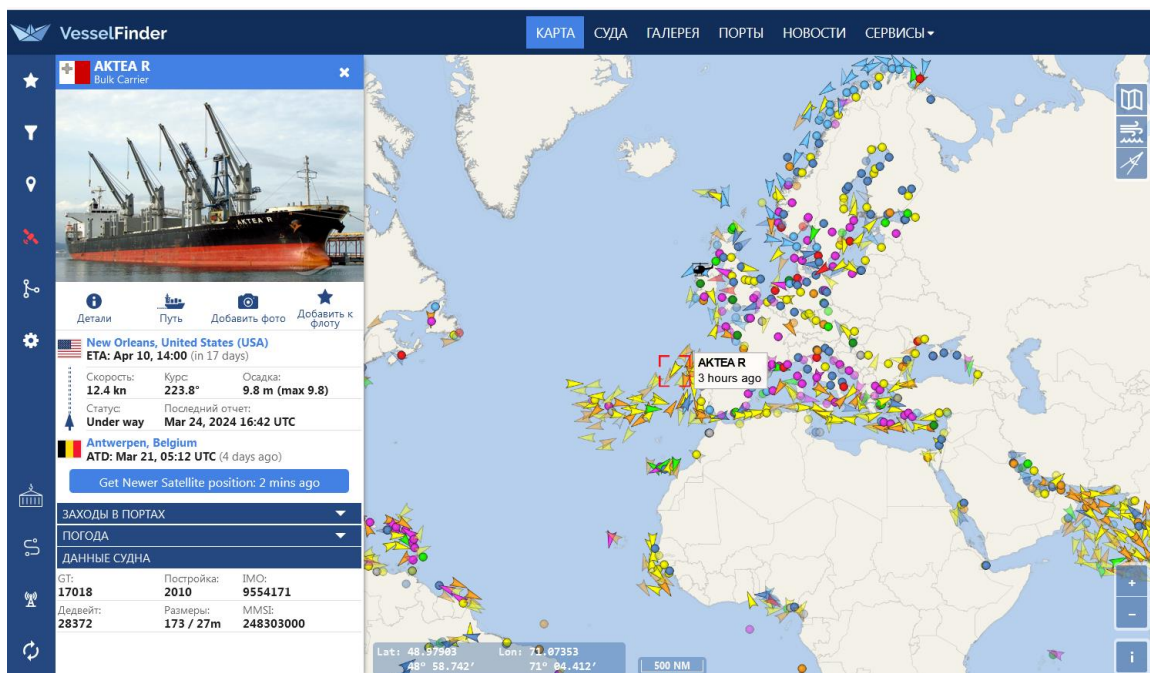 VesselFinder
КАРТА СУДА ГАЛЕРЕЯ ПОРТЫ НОВОСТИ СЕРВИСЫ
AKTEA R
Bulk Carrier
AKTEA R
Детали Путь Добавить фото Добавить к флоту
New Orleans, United States (USA)
ETA: Apr 10, 14:00 (in 17 days)
Скорость: Курс: Осадка:
12.4 kn 223.8° 9.8 m (max 9.8)
Статус: Последний отчет:
Under way Mar 24, 2024 16:42 UTC
Antwerpen, Belgium
ATD: Mar 21, 05:12 UTC (4 days ago)
Get Newer Satellite position: 2 mins ago
ЗАХОДЫ В ПОРТАХ
ПОГОДА
ДАННЫЕ СУДНА
GT: Постройка: IMO:
17018 2010 9554171
Дедвейт: Размеры: MMSI:
28372 173 / 27m 248303000
AKTEA R
3 hours ago
Lat: 48.97903 Lon: 71.07353
48° 58.742′ 71° 04.412′
500 NM
+
−
i